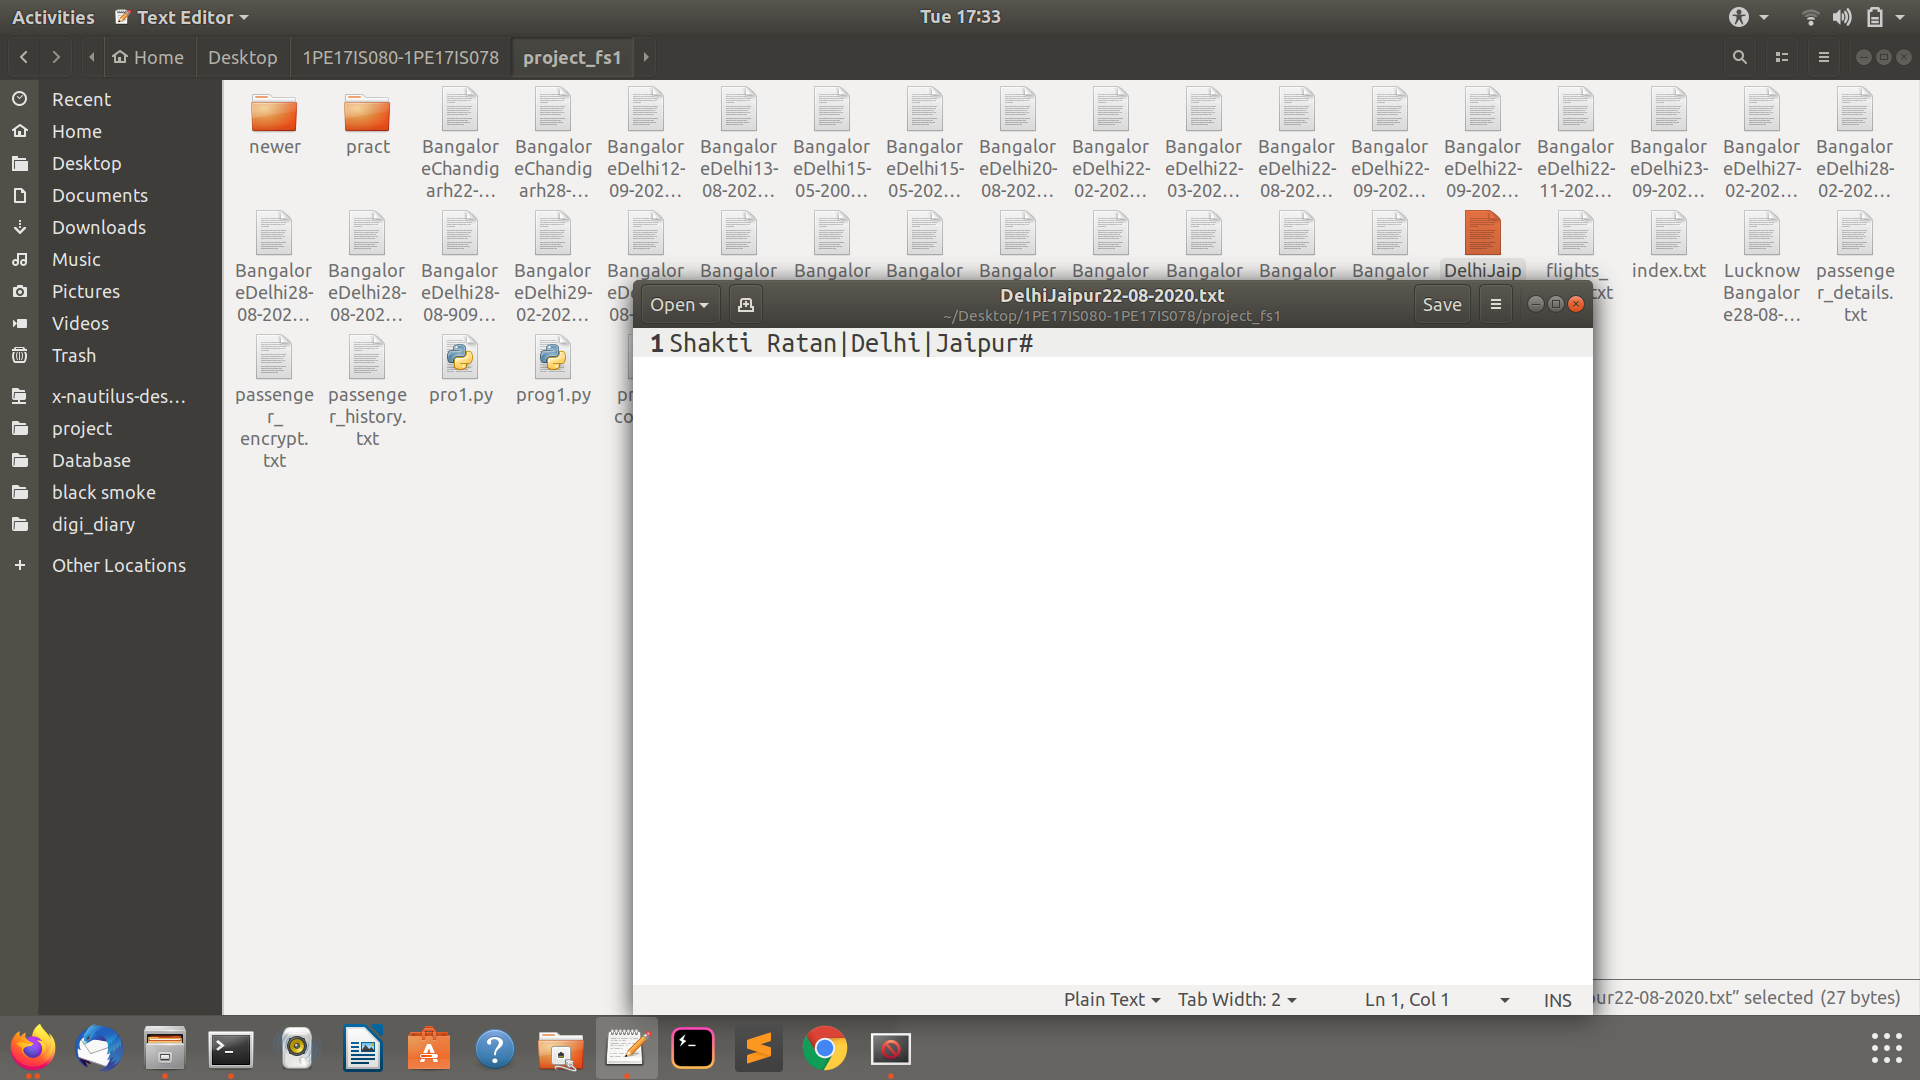 Activities
Text Editor
Tue 17:33
Home
Desktop
1PE17IS080-1PE17IS078
project_fs1
Recent
Home
Desktop
Documents
Downloads
Music
Pictures
Videos
Trash
x-nautilus-des…
project
Database
black smoke
digi_diary
+ Other Locations
newer
pract
BangaloreChandigarh22-…
BangaloreChandigarh28-…
BangaloreDelhi12-09-202…
BangaloreDelhi13-08-202…
BangaloreDelhi15-05-200…
BangaloreDelhi15-05-202…
BangaloreDelhi20-08-202…
BangaloreDelhi22-02-202…
BangaloreDelhi22-03-202…
BangaloreDelhi22-08-202…
BangaloreDelhi22-09-202…
BangaloreDelhi22-09-202…
BangaloreDelhi22-11-202…
BangaloreDelhi23-09-202…
BangaloreDelhi27-02-202…
BangaloreDelhi28-02-202…
BangaloreDelhi28-08-202…
BangaloreDelhi28-08-202…
BangaloreDelhi28-08-909…
BangaloreDelhi29-02-202…
Bangalor
Bangalor
Bangalor
Bangalor
Bangalor
Bangalor
Bangalor
Bangalor
Bangalor
DelhiJaip
flights_
xt
index.txt
LucknowBangalore28-08-…
passenger_details.txt
passenger_encrypt.txt
passenger_history.txt
pro1.py
prog1.py
Open
DelhiJaipur22-08-2020.txt
~/Desktop/1PE17IS080-1PE17IS078/project_fs1
Save
1 Shakti Ratan|Delhi|Jaipur#
Plain Text
Tab Width: 2
Ln 1, Col 1
INS
ur22-08-2020.txt” selected (27 bytes)